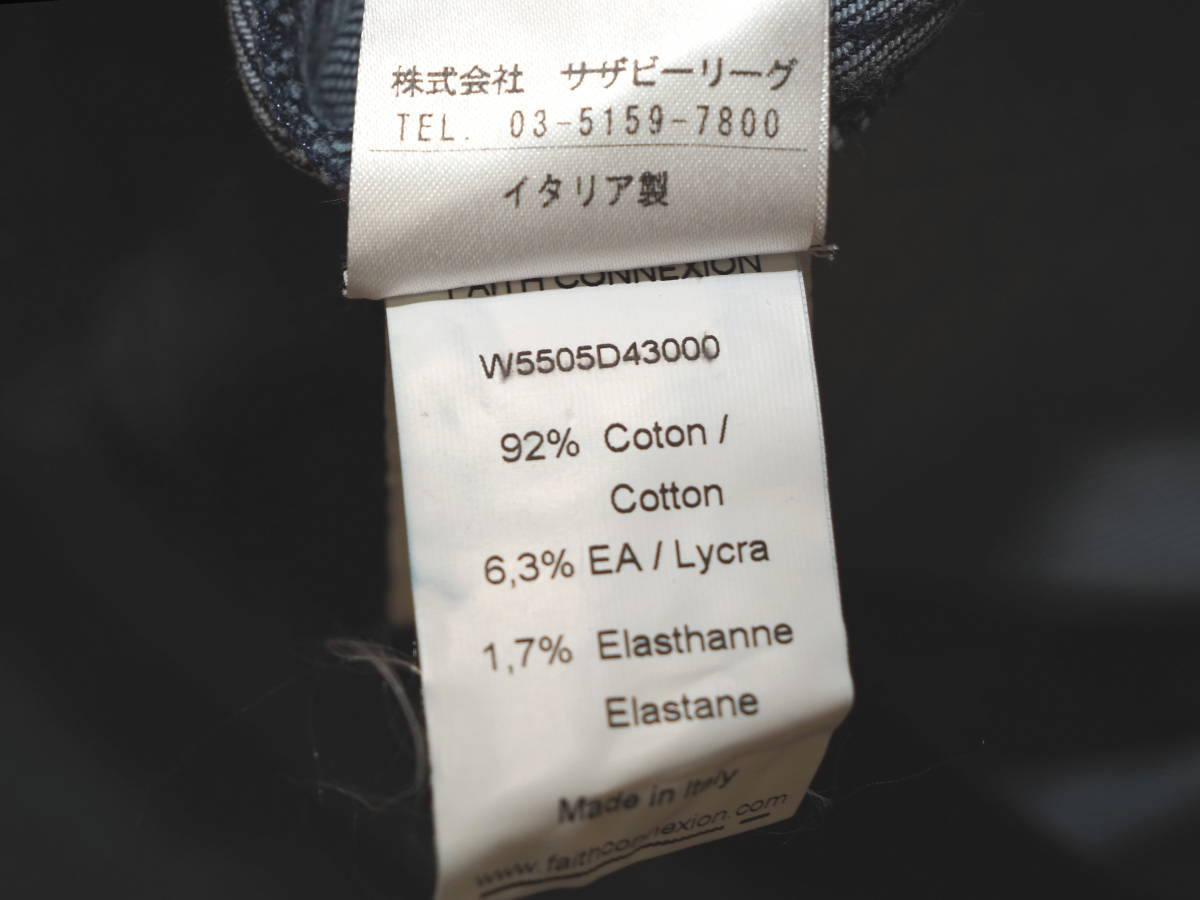 株式会社　サザビーリーグ
TEL. 03-5159-7800
イタリア製
FAITH CONNEXION
W5505D43000
92% Coton /
Cotton
6,3% EA / Lycra
1,7% Elasthanne
Elastane
Made in Italy
www.faithconnexion.com